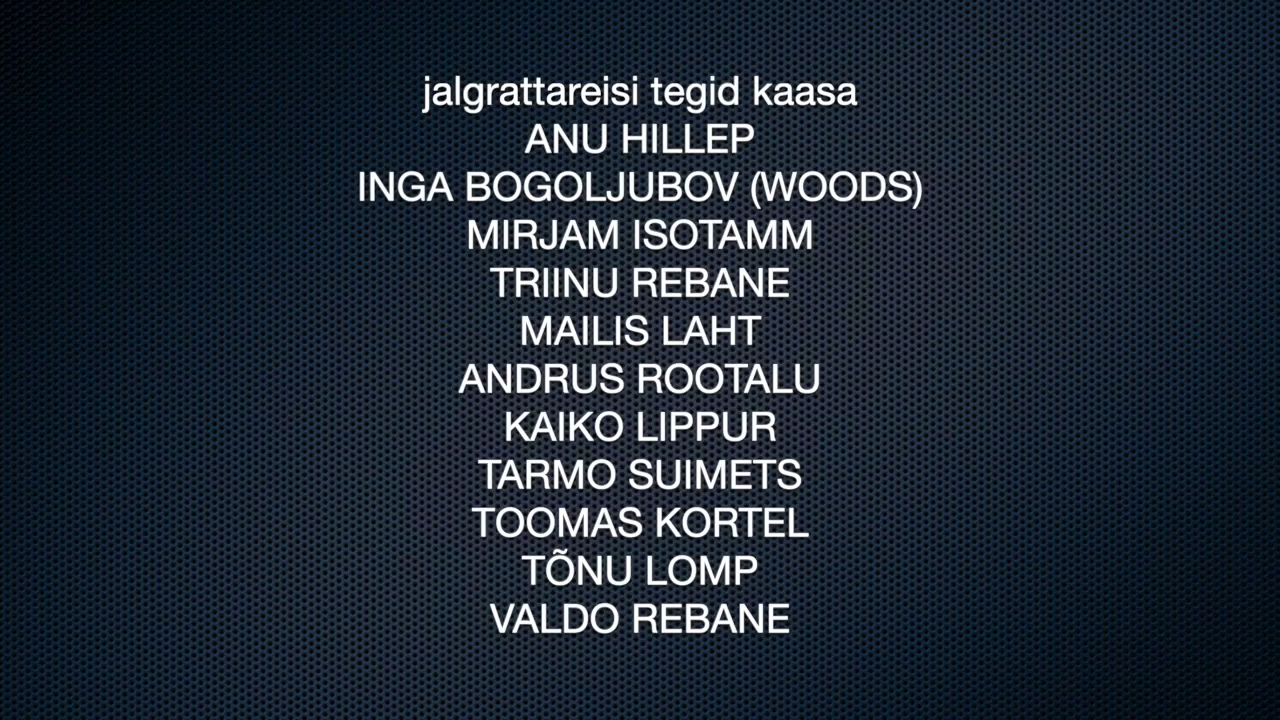 jalgrattareisi tegid kaasa
ANU HILLEP
INGA BOGOLJUBOV (WOODS)
MIRJAM ISOTAMM
TRIINU REBANE
MAILIS LAHT
ANDRUS ROOTALU
KAIKO LIPPUR
TARMO SUIMETS
TOOMAS KORTEL
TÕNU LOMP
VALDO REBANE